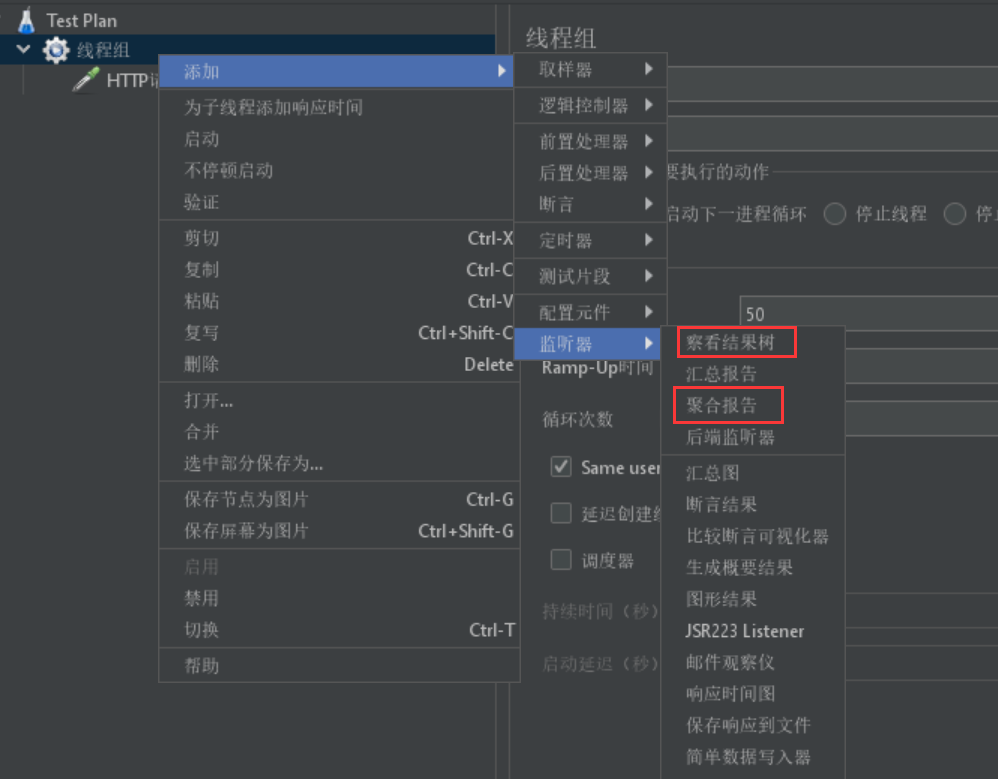 Test Plan
线程组
HTTP请
添加
为子线程添加响应时间
启动
不停顿启动
验证
剪切 Ctrl-X
复制 Ctrl-C
粘贴 Ctrl-V
复写 Ctrl+Shift-C
删除 Delete
打开...
合并
选中部分保存为...
保存节点为图片 Ctrl-G
保存屏幕为图片 Ctrl+Shift-G
启用
禁用
切换 Ctrl-T
帮助
取样器
逻辑控制器
前置处理器
后置处理器
断言
定时器
测试片段
配置元件
监听器
察看结果树
汇总报告
聚合报告
后端监听器
汇总图
断言结果
比较断言可视化器
生成概要结果
图形结果
JSR223 Listener
邮件观察仪
响应时间图
保存响应到文件
简单数据写入器
线程组
要执行的动作
启动下一进程循环 停止线程 停止
50
Ramp-Up时间
循环次数
Same user
延迟创建
调度器
持续时间（秒）
启动延迟（秒）